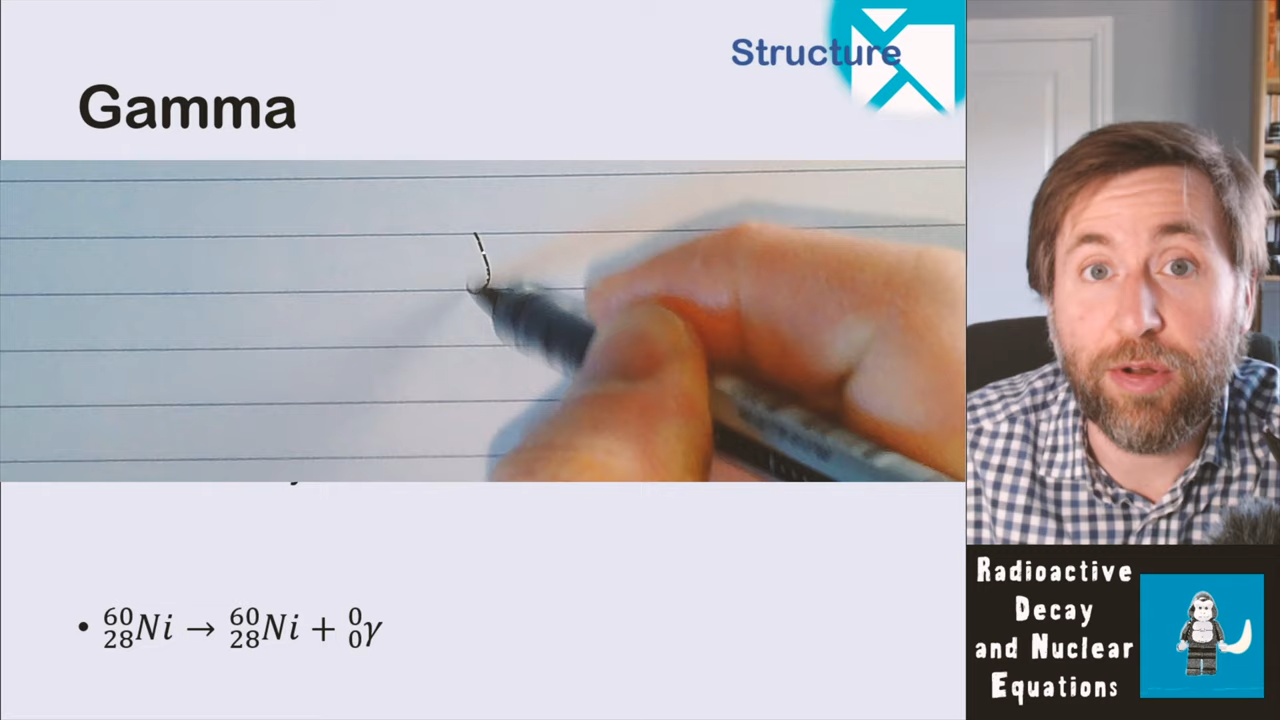 Structure
Gamma
• ⁶⁰₂₈Ni → ⁶⁰₂₈Ni + ⁰₀γ
Radioactive
Decay
and Nuclear
Equations